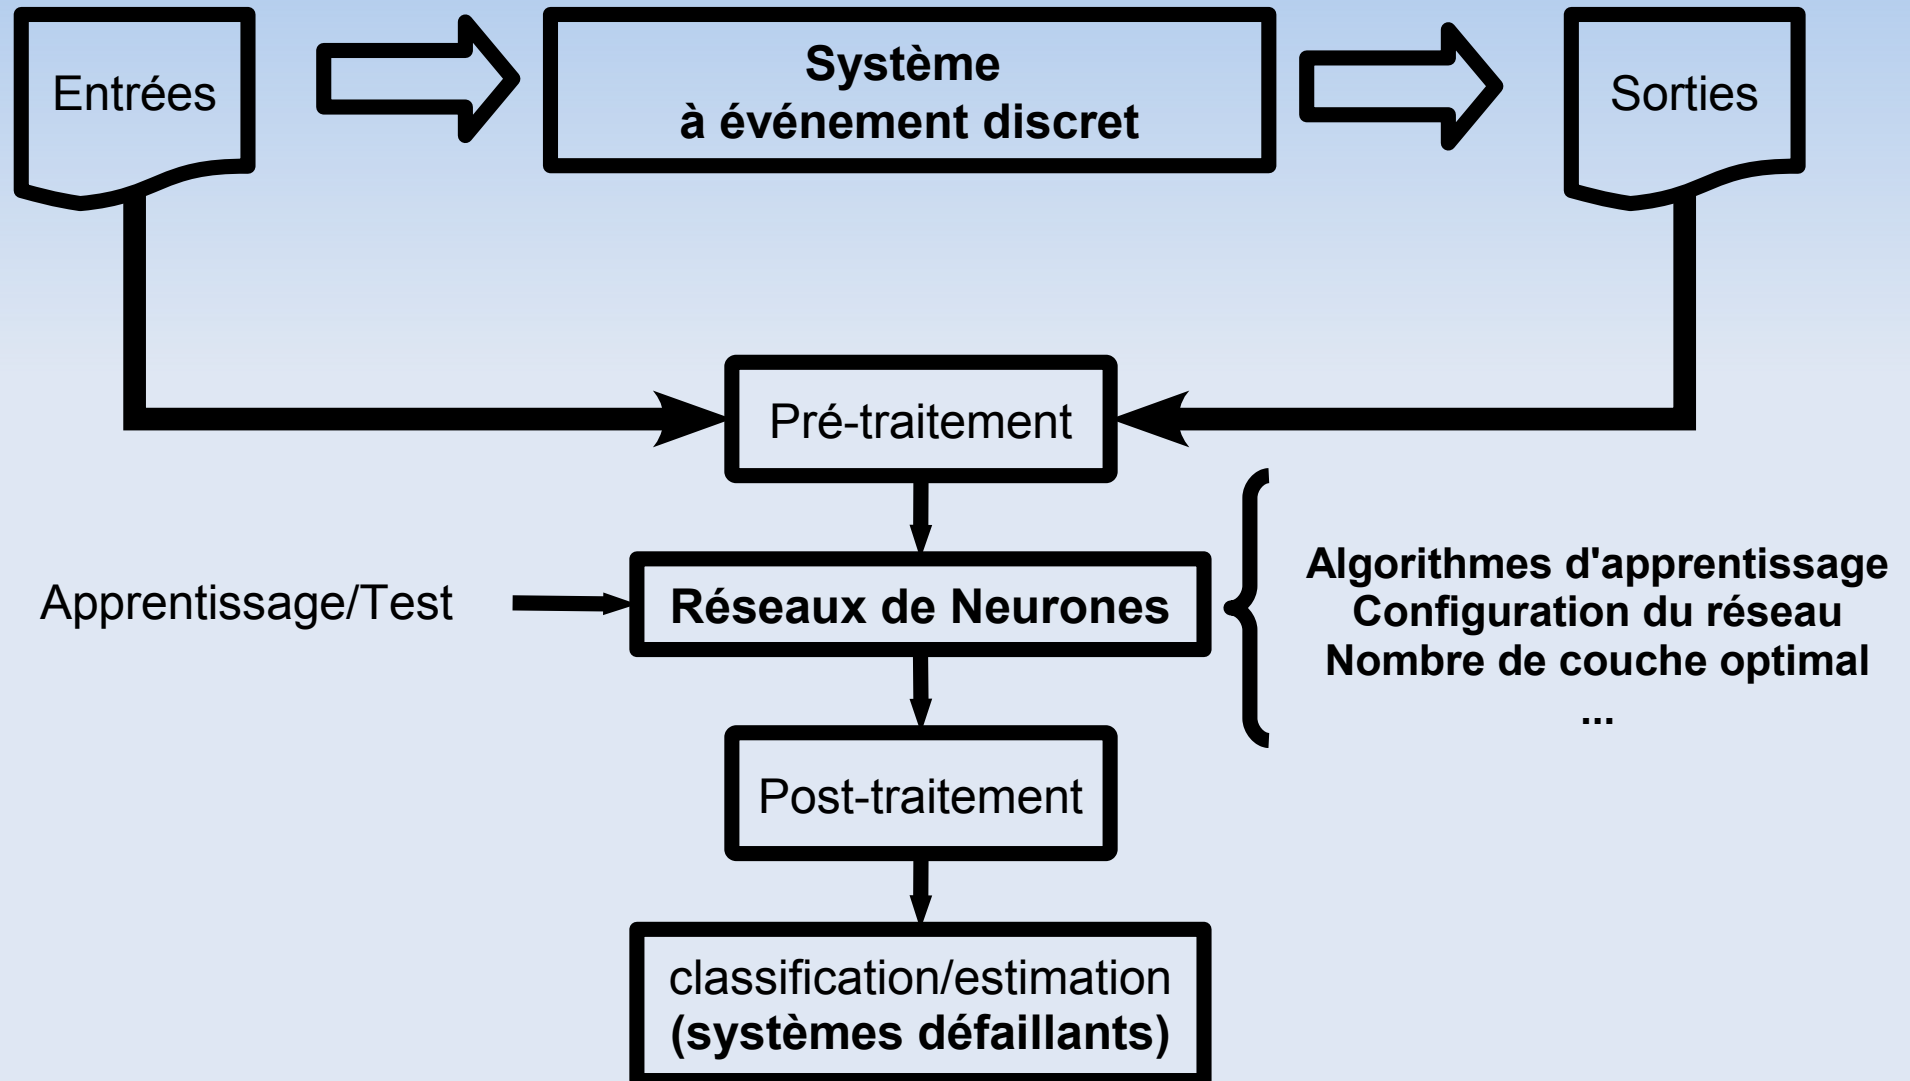 Entrées
Système
à événement discret
Sorties
Pré-traitement
Apprentissage/Test
Réseaux de Neurones
Algorithmes d'apprentissage
Configuration du réseau
Nombre de couche optimal
...
Post-traitement
classification/estimation
(systèmes défaillants)